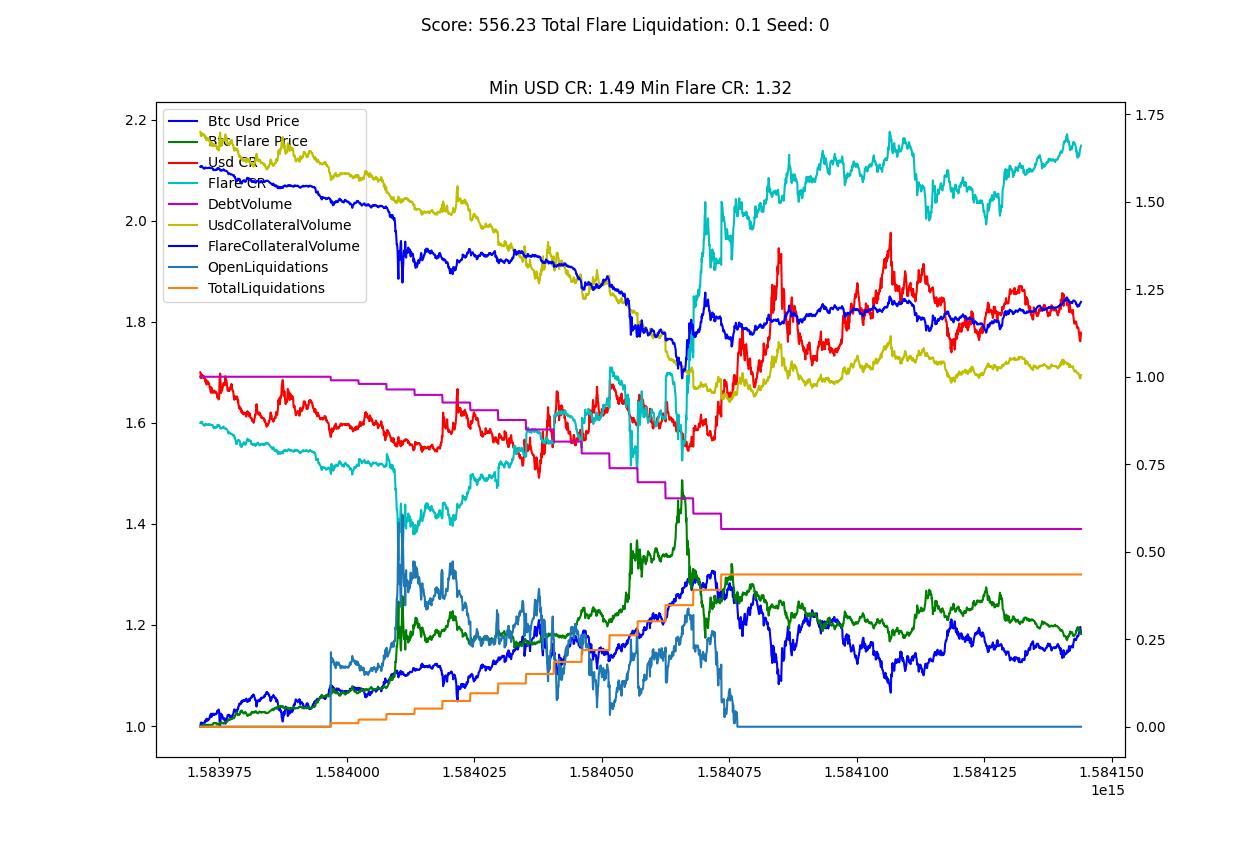 Score: 556.23 Total Flare Liquidation: 0.1 Seed: 0
Min USD CR: 1.49 Min Flare CR: 1.32
Btc Usd Price
Btc Flare Price
Usd CR
Flare CR
DebtVolume
UsdCollateralVolume
FlareCollateralVolume
OpenLiquidations
TotalLiquidations
2.2
2.0
1.8
1.6
1.4
1.2
1.0
1.75
1.50
1.25
1.00
0.75
0.50
0.25
0.00
1.583975 1.584000 1.584025 1.584050 1.584075 1.584100 1.584125 1.584150
1e15